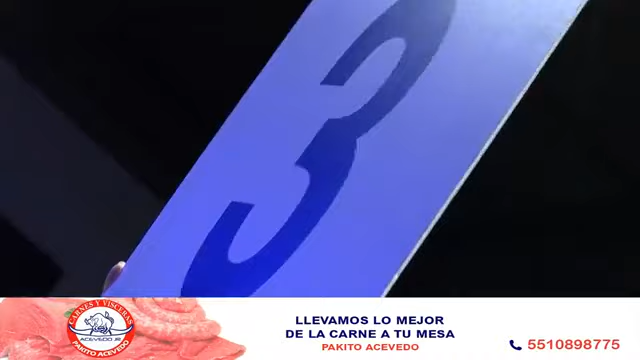 3
CARNES Y VISCERAS
ACEVEDO JR
PAKITO ACEVEDO
LLEVAMOS LO MEJOR
DE LA CARNE A TU MESA
PAKITO ACEVEDO
5510898775